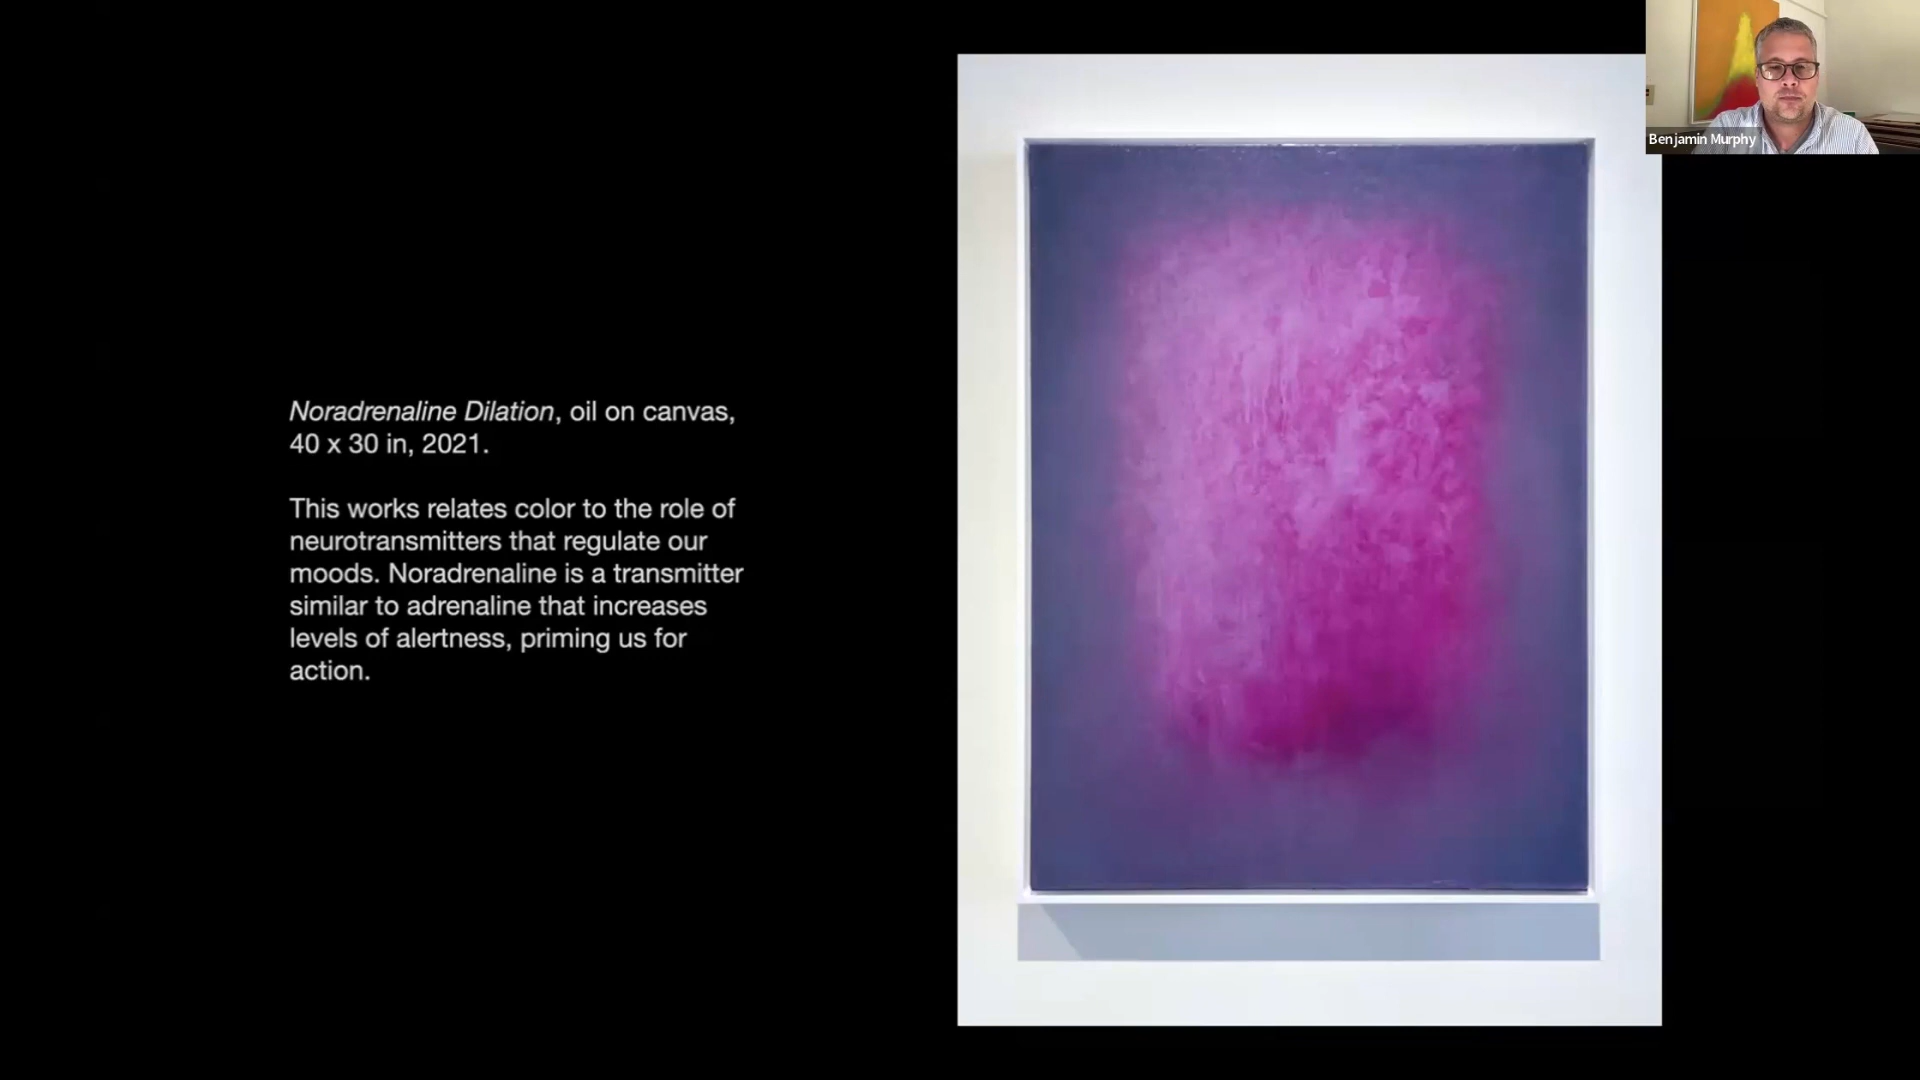 Benjamin Murphy
Noradrenaline Dilation, oil on canvas,
40 x 30 in, 2021.
This works relates color to the role of
neurotransmitters that regulate our
moods. Noradrenaline is a transmitter
similar to adrenaline that increases
levels of alertness, priming us for
action.